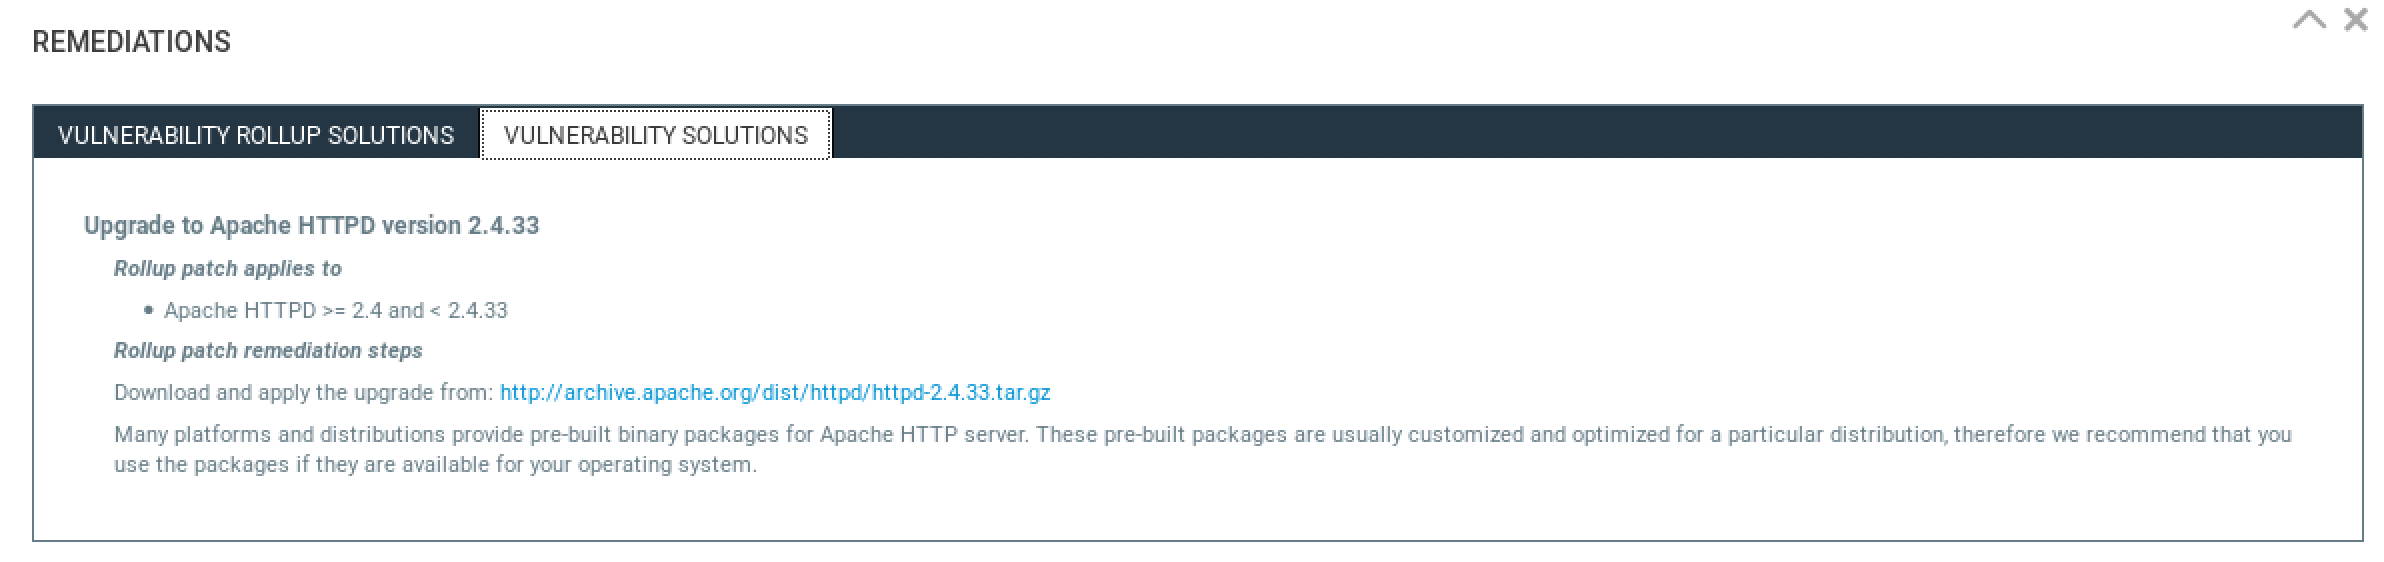 REMEDIATIONS
VULNERABILITY ROLLUP SOLUTIONS
VULNERABILITY SOLUTIONS
Upgrade to Apache HTTPD version 2.4.33
Rollup patch applies to
• Apache HTTPD >= 2.4 and < 2.4.33
Rollup patch remediation steps
Download and apply the upgrade from: http://archive.apache.org/dist/httpd/httpd-2.4.33.tar.gz
Many platforms and distributions provide pre-built binary packages for Apache HTTP server. These pre-built packages are usually customized and optimized for a particular distribution, therefore we recommend that you
use the packages if they are available for your operating system.